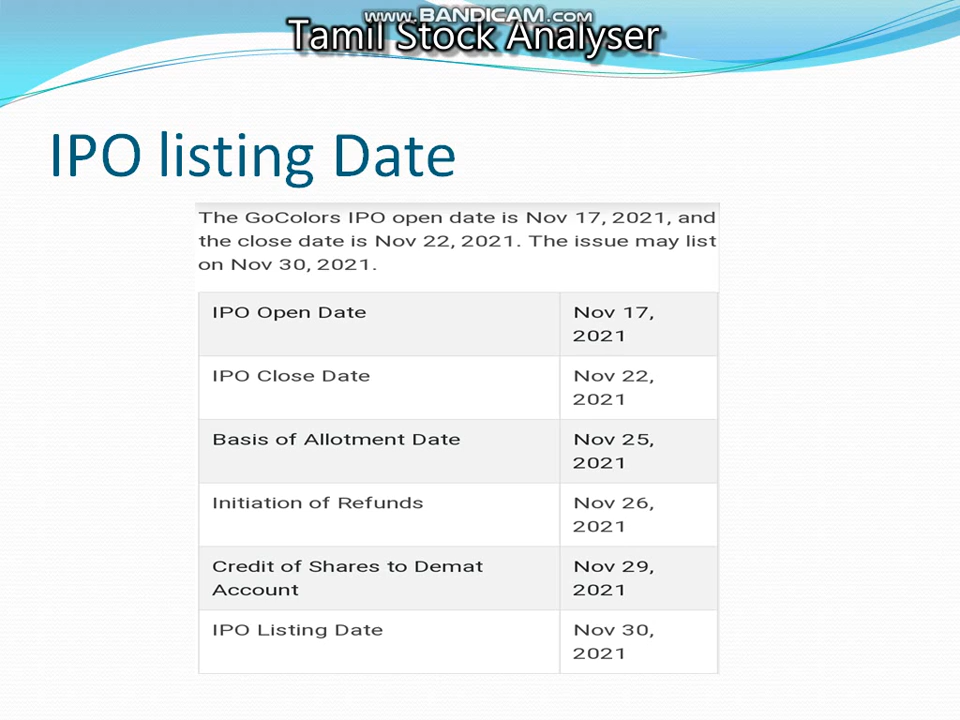 www.BANDICAM.com
Tamil Stock Analyser
IPO listing Date
The GoColors IPO open date is Nov 17, 2021, and
the close date is Nov 22, 2021. The issue may list
on Nov 30, 2021.
IPO Open Date Nov 17,
2021
IPO Close Date Nov 22,
2021
Basis of Allotment Date Nov 25,
2021
Initiation of Refunds Nov 26,
2021
Credit of Shares to Demat Nov 29,
Account 2021
IPO Listing Date Nov 30,
2021